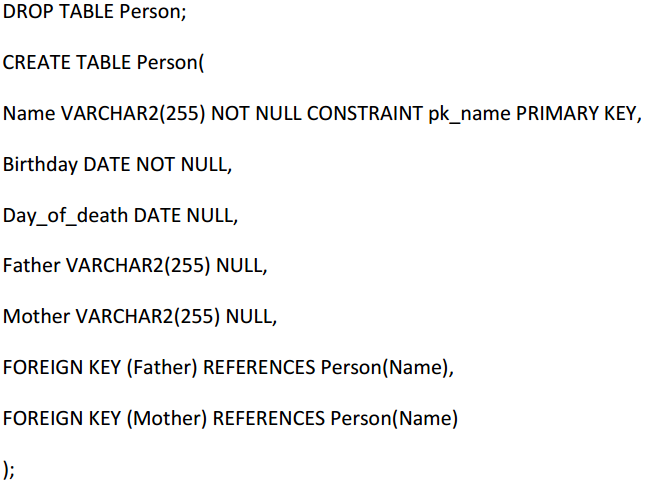 DROP TABLE Person;
CREATE TABLE Person(
Name VARCHAR2(255) NOT NULL CONSTRAINT pk_name PRIMARY KEY,
Birthday DATE NOT NULL,
Day_of_death DATE NULL,
Father VARCHAR2(255) NULL,
Mother VARCHAR2(255) NULL,
FOREIGN KEY (Father) REFERENCES Person(Name),
FOREIGN KEY (Mother) REFERENCES Person(Name)
);